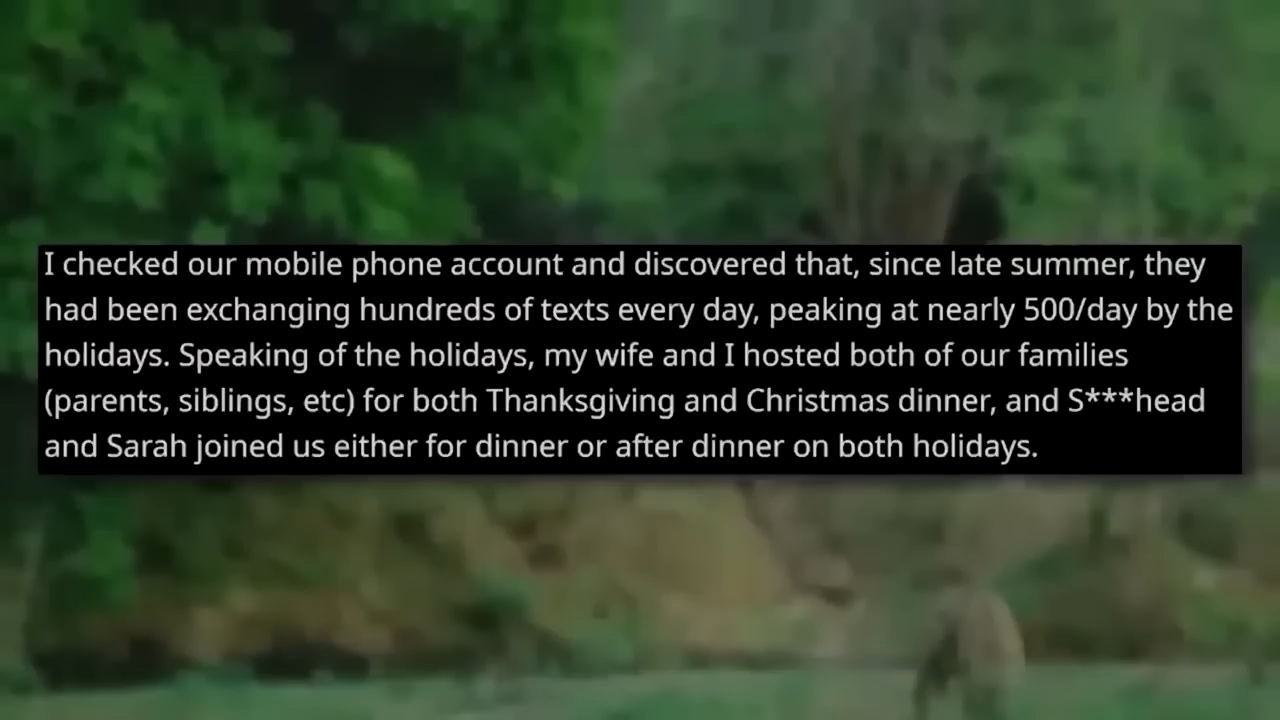 I checked our mobile phone account and discovered that, since late summer, they
had been exchanging hundreds of texts every day, peaking at nearly 500/day by the
holidays. Speaking of the holidays, my wife and I hosted both of our families
(parents, siblings, etc) for both Thanksgiving and Christmas dinner, and S***head
and Sarah joined us either for dinner or after dinner on both holidays.